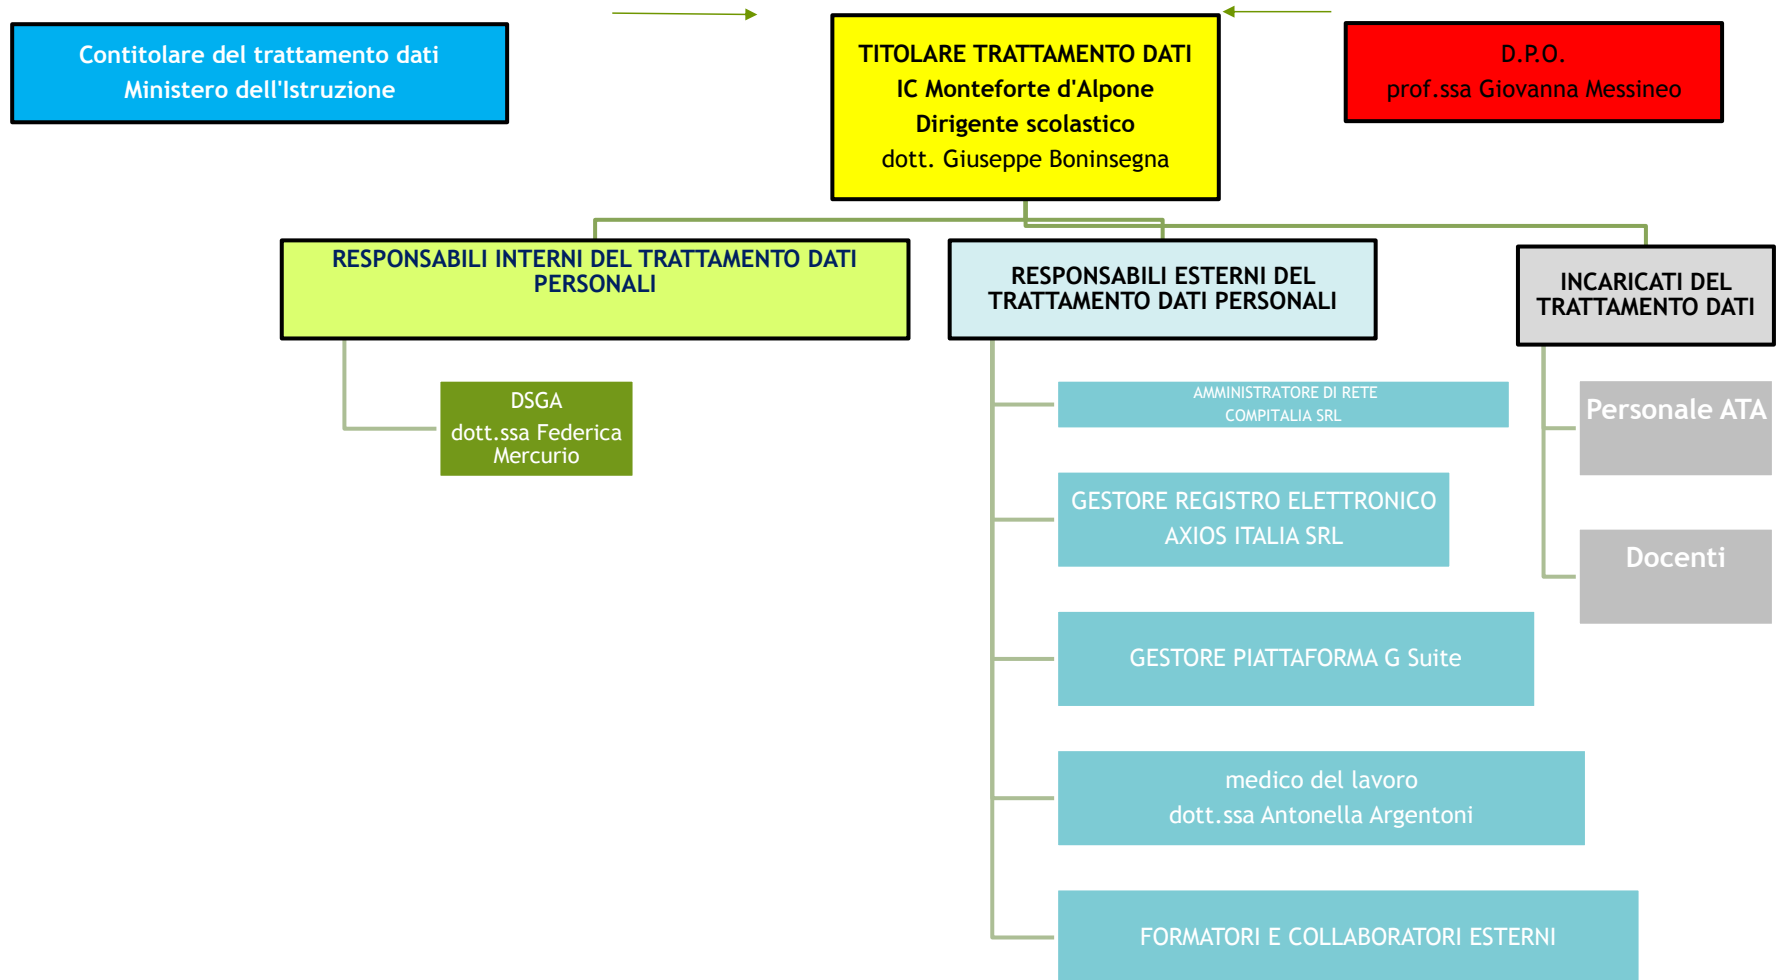 Contitolare del trattamento dati
Ministero dell'Istruzione
TITOLARE TRATTAMENTO DATI
IC Monteforte d'Alpone
Dirigente scolastico
dott. Giuseppe Boninsegna
D.P.O.
prof.ssa Giovanna Messineo
RESPONSABILI INTERNI DEL TRATTAMENTO DATI
PERSONALI
RESPONSABILI ESTERNI DEL
TRATTAMENTO DATI PERSONALI
INCARICATI DEL
TRATTAMENTO DATI
DSGA
dott.ssa Federica
Mercurio
AMMINISTRATORE DI RETE
COMPITALIA SRL
GESTORE REGISTRO ELETTRONICO
AXIOS ITALIA SRL
GESTORE PIATTAFORMA G Suite
medico del lavoro
dott.ssa Antonella Argentoni
FORMATORI E COLLABORATORI ESTERNI
Personale ATA
Docenti